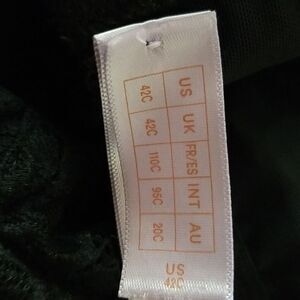 US UK FR/ES INT AU
42C 42C 110C 95C 20C
US
42C